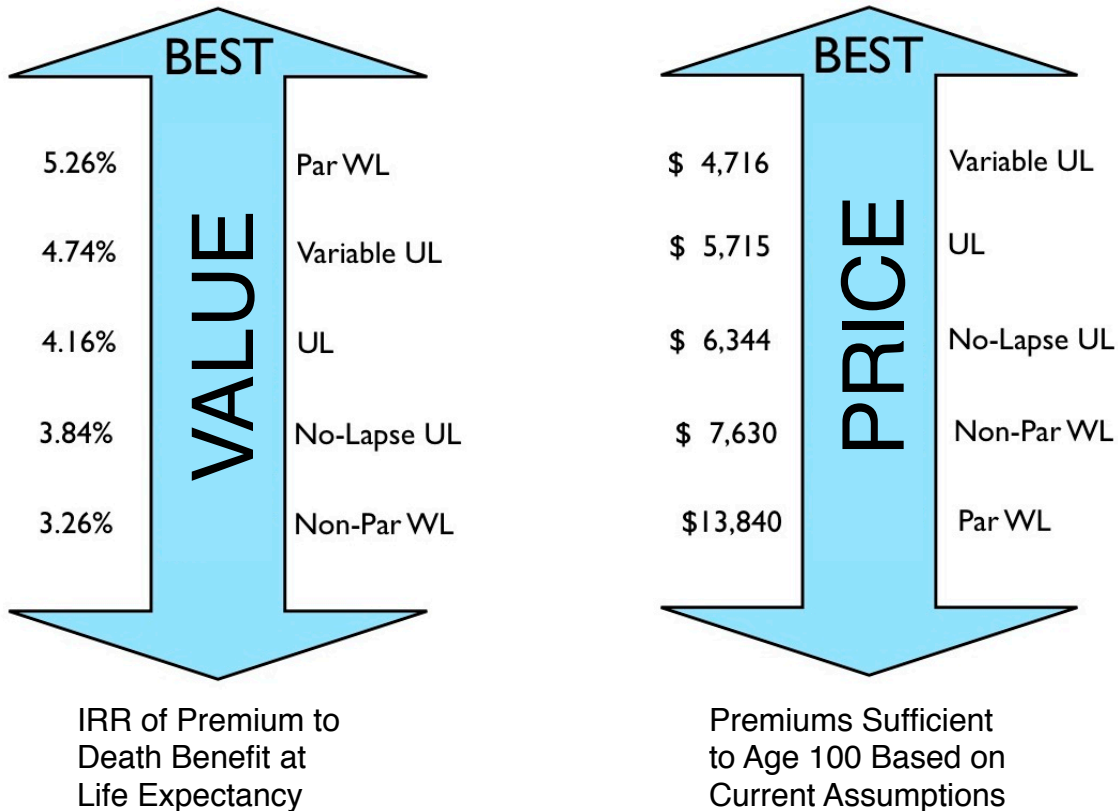 BEST
5.26% Par WL
4.74% Variable UL
4.16% UL
3.84% No-Lapse UL
3.26% Non-Par WL
VALUE
IRR of Premium to
Death Benefit at
Life Expectancy
BEST
$ 4,716 Variable UL
$ 5,715 UL
$ 6,344 No-Lapse UL
$ 7,630 Non-Par WL
$13,840 Par WL
PRICE
Premiums Sufficient
to Age 100 Based on
Current Assumptions